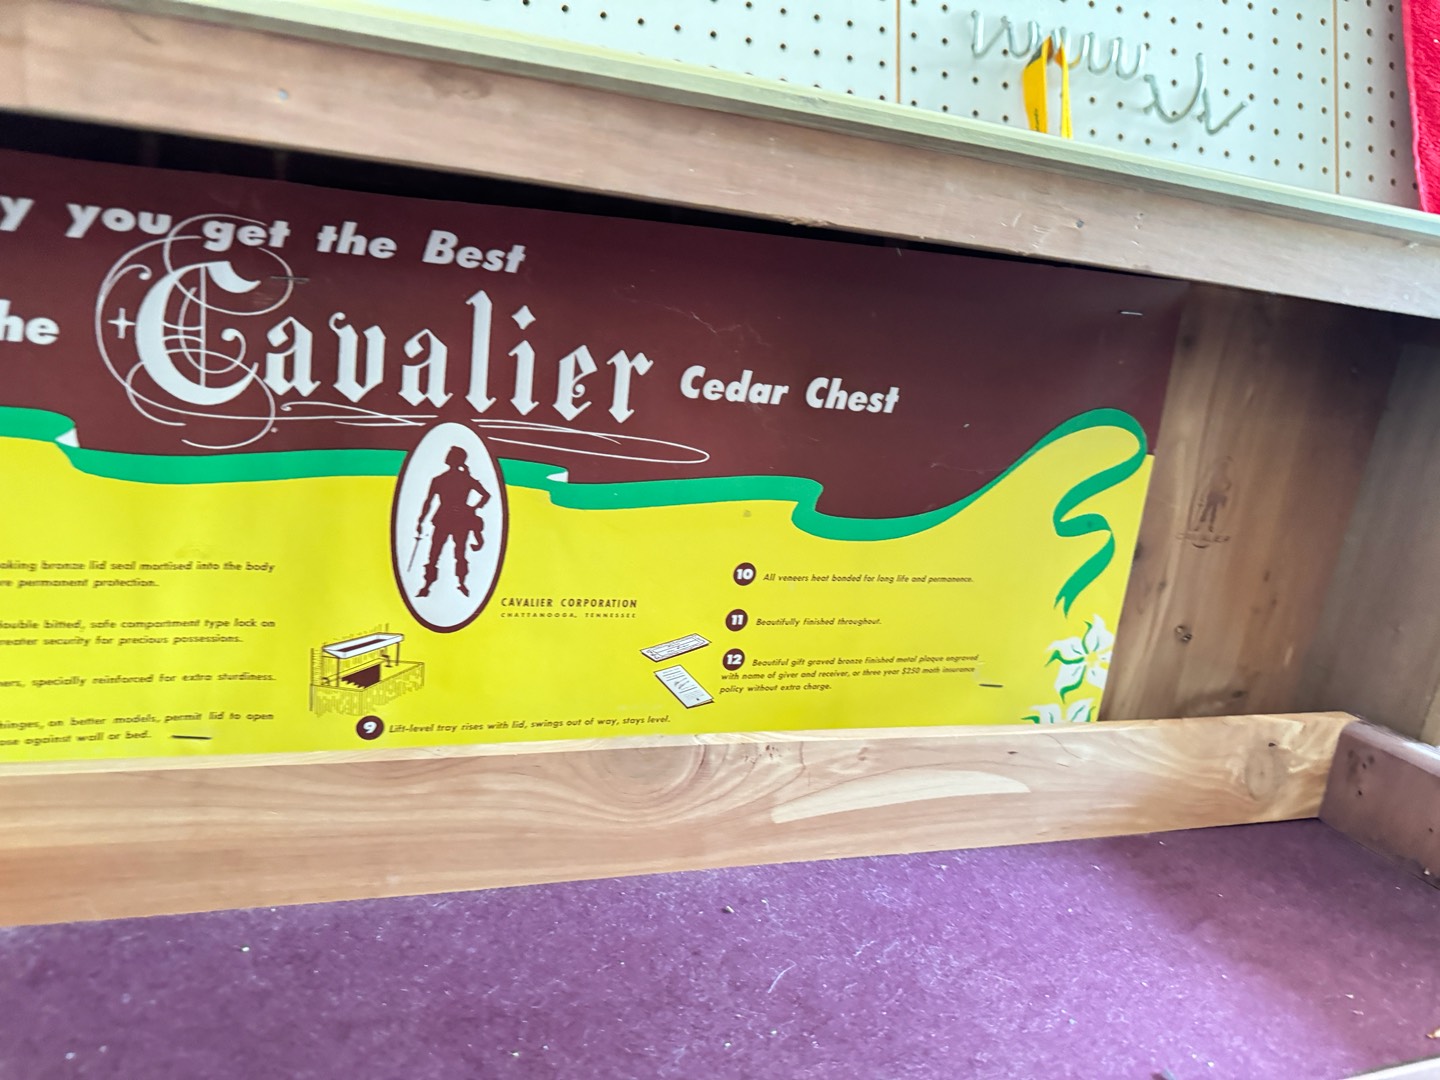 y you get the Best
he Cavalier Cedar Chest
aking bronze lid seal mortised into the body
re permanent protection.
double bitted, safe compartment type lock on
reater security for precious possessions.
ners, specially reinforced for extra sturdiness.
hinges, on better models, permit lid to open
ose against wall or bed.
CAVALIER CORPORATION
CHATTANOOGA, TENNESSEE
9 Lift-level tray rises with lid, swings out of way, stays level.
10 All veneers heat bonded for long life and permanence.
11 Beautifully finished throughout.
12 Beautiful gift graved bronze finished metal plaque engraved
with name of giver and receiver, or three year $250 moth insurance
policy without extra charge.
CAVALIER